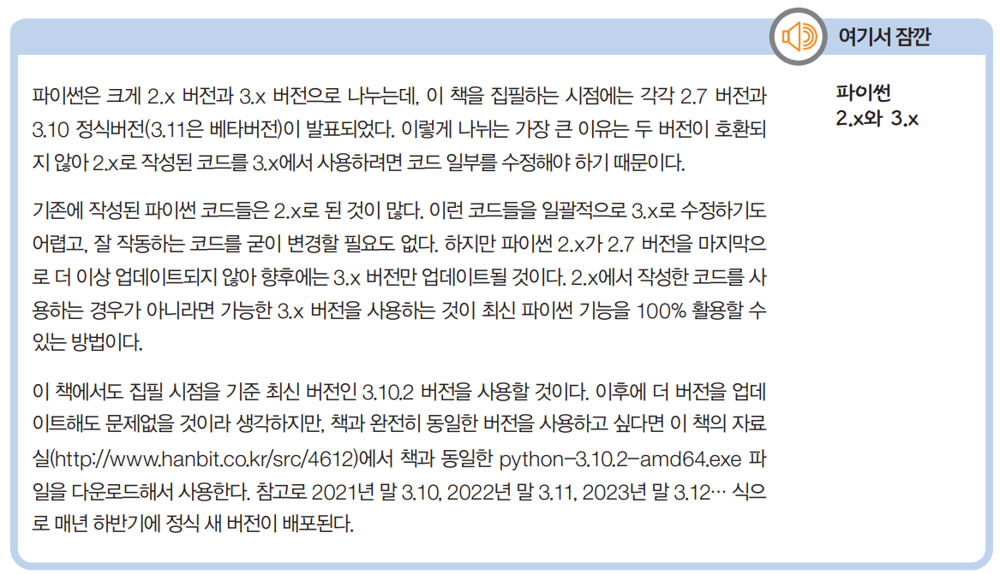 여기서 잠깐
파이썬
2.x와 3.x
파이썬은 크게 2.x 버전과 3.x 버전으로 나누는데, 이 책을 집필하는 시점에는 각각 2.7 버전과
3.10 정식버전(3.11은 베타버전)이 발표되었다. 이렇게 나뉘는 가장 큰 이유는 두 버전이 호환되
지 않아 2.x로 작성된 코드를 3.x에서 사용하려면 코드 일부를 수정해야 하기 때문이다.
기존에 작성된 파이썬 코드들은 2.x로 된 것이 많다. 이런 코드들을 일괄적으로 3.x로 수정하기도
어렵고, 잘 작동하는 코드를 굳이 변경할 필요도 없다. 하지만 파이썬 2.x가 2.7 버전을 마지막으
로 더 이상 업데이트되지 않아 향후에는 3.x 버전만 업데이트될 것이다. 2.x에서 작성한 코드를 사
용하는 경우가 아니라면 가능한 3.x 버전을 사용하는 것이 최신 파이썬 기능을 100% 활용할 수
있는 방법이다.
이 책에서도 집필 시점을 기준 최신 버전인 3.10.2 버전을 사용할 것이다. 이후에 더 버전을 업데
이트해도 문제없을 것이라 생각하지만, 책과 완전히 동일한 버전을 사용하고 싶다면 이 책의 자료
실(http://www.hanbit.co.kr/src/4612)에서 책과 동일한 python-3.10.2-amd64.exe 파
일을 다운로드해서 사용한다. 참고로 2021년 말 3.10, 2022년 말 3.11, 2023년 말 3.12… 식으
로 매년 하반기에 정식 새 버전이 배포된다.